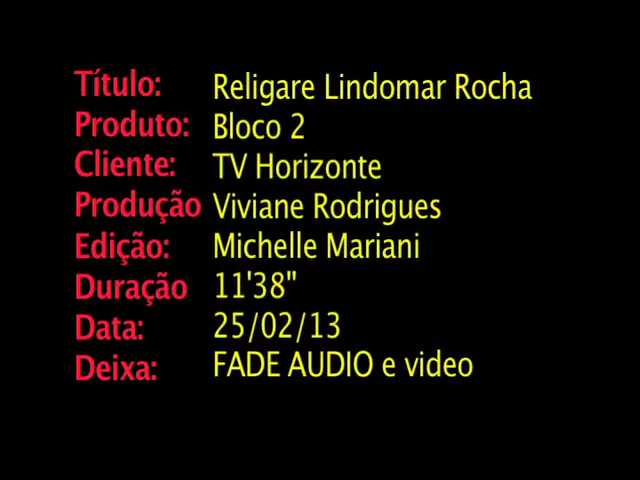 Título: Religare Lindomar Rocha
Produto: Bloco 2
Cliente: TV Horizonte
Produção Viviane Rodrigues
Edição: Michelle Mariani
Duração 11'38"
Data: 25/02/13
Deixa: FADE AUDIO e video